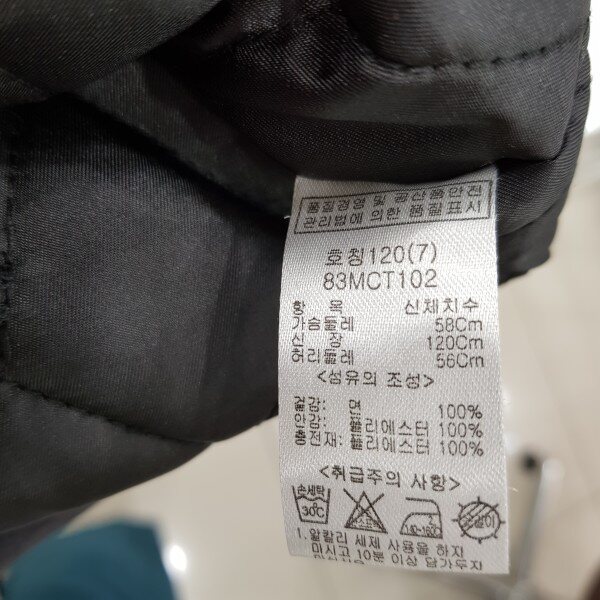 품질경영 및 공산품안전
관리법에 의한 품질표시
호칭120(7)
83MCT102
항 목 신체치수
가슴둘레 58Cm
신 장 120Cm
허리둘레 56Cm
<섬유의 조성>
겉감: 면 100%
안감: 폴리에스터 100%
충전재: 폴리에스터 100%
<취급주의 사항>
손세탁 30℃ 140~160℃ 드라이
1. 알칼리 세제 사용을 하지
마시고 10분 이상 담가두지